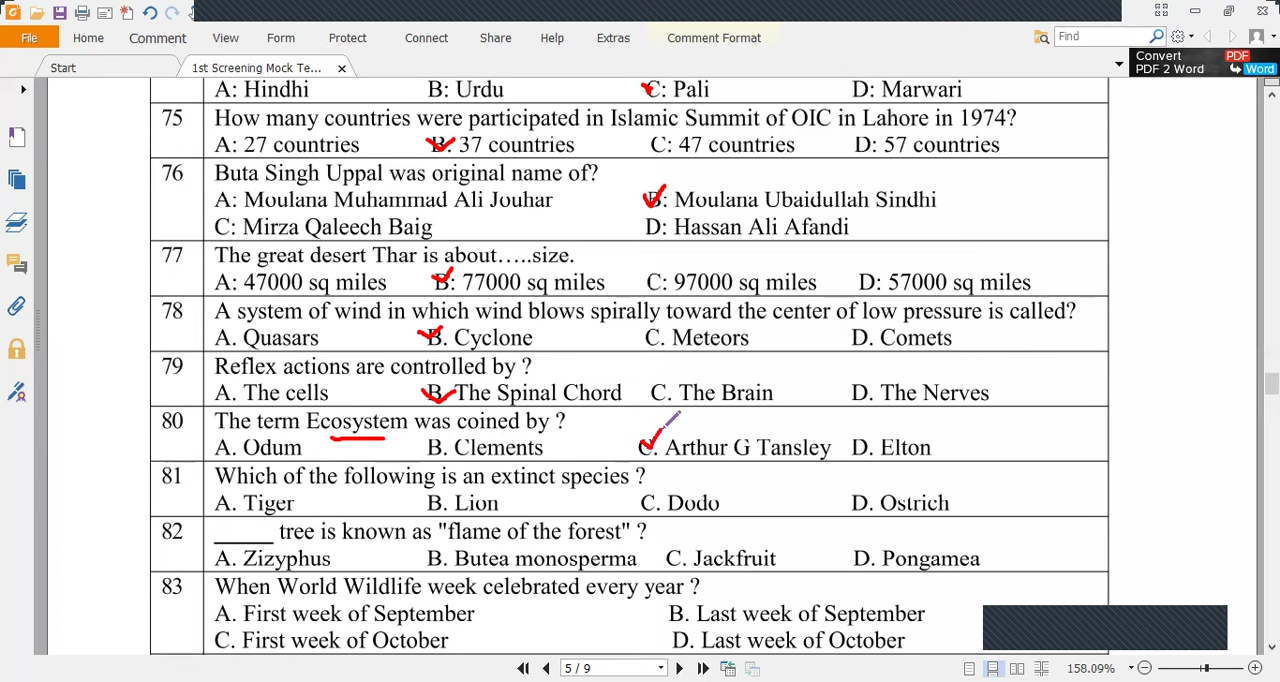 File Home Comment View Form Protect Connect Share Help Extras Comment Format Find
Convert PDF
PDF 2 Word Word
Start 1st Screening Mock Te...
A: Hindhi B: Urdu C: Pali D: Marwari
75 How many countries were participated in Islamic Summit of OIC in Lahore in 1974?
A: 27 countries B: 37 countries C: 47 countries D: 57 countries
76 Buta Singh Uppal was original name of?
A: Moulana Muhammad Ali Jouhar B: Moulana Ubaidullah Sindhi
C: Mirza Qaleech Baig D: Hassan Ali Afandi
77 The great desert Thar is about…..size.
A: 47000 sq miles B: 77000 sq miles C: 97000 sq miles D: 57000 sq miles
78 A system of wind in which wind blows spirally toward the center of low pressure is called?
A. Quasars B. Cyclone C. Meteors D. Comets
79 Reflex actions are controlled by ?
A. The cells B. The Spinal Chord C. The Brain D. The Nerves
80 The term Ecosystem was coined by ?
A. Odum B. Clements C. Arthur G Tansley D. Elton
81 Which of the following is an extinct species ?
A. Tiger B. Lion C. Dodo D. Ostrich
82 _____ tree is known as "flame of the forest" ?
A. Zizyphus B. Butea monosperma C. Jackfruit D. Pongamea
83 When World Wildlife week celebrated every year ?
A. First week of September B. Last week of September
C. First week of October D. Last week of October
5 / 9 158.09%